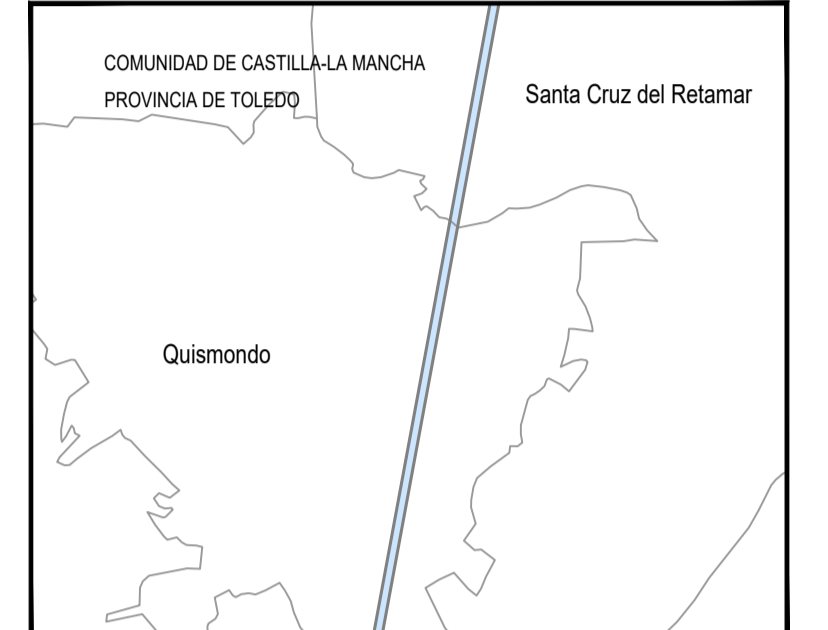 COMUNIDAD DE CASTILLA-LA MANCHA
PROVINCIA DE TOLEDO
Santa Cruz del Retamar
Quismondo